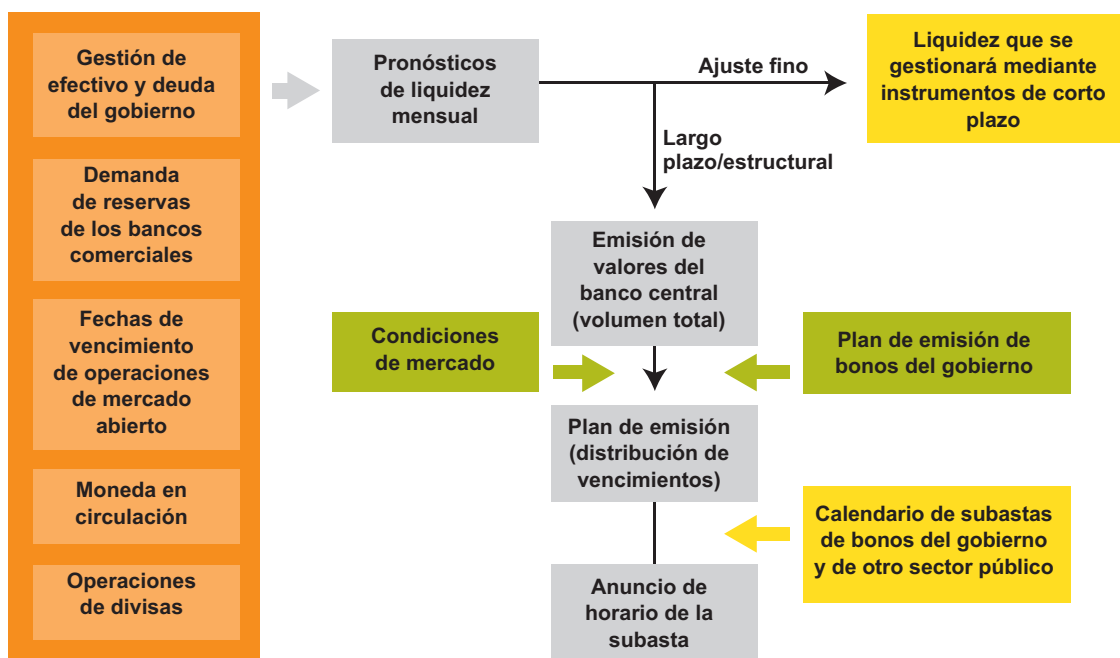 Gestión de
efectivo y deuda
del gobierno
Demanda
de reservas
de los bancos
comerciales
Fechas de
vencimiento
de operaciones
de mercado
abierto
Moneda en
circulación
Operaciones
de divisas
Pronósticos
de liquidez
mensual
Ajuste fino
Liquidez que se
gestionará mediante
instrumentos de corto
plazo
Largo
plazo/estructural
Emisión de
valores del
banco central
(volumen total)
Condiciones
de mercado
Plan de emisión de
bonos del gobierno
Plan de emisión
(distribución de
vencimientos)
Calendario de subastas
de bonos del gobierno
y de otro sector público
Anuncio de
horario de la
subasta